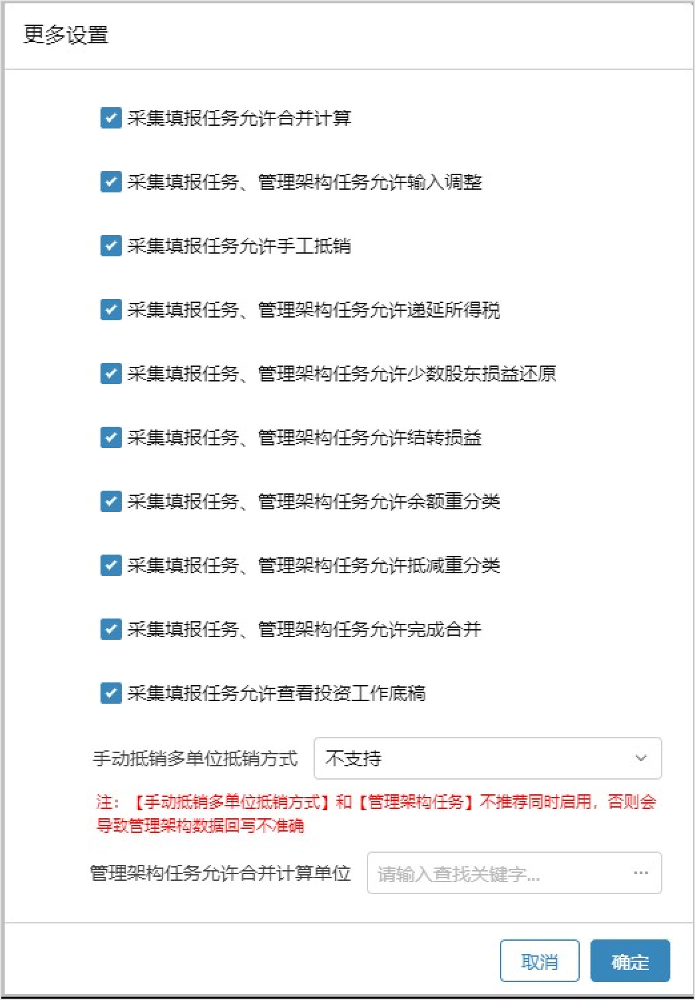 更多设置
采集填报任务允许合并计算
采集填报任务、管理架构任务允许输入调整
采集填报任务允许手工抵销
采集填报任务、管理架构任务允许递延所得税
采集填报任务、管理架构任务允许少数股东损益还原
采集填报任务、管理架构任务允许结转损益
采集填报任务、管理架构任务允许余额重分类
采集填报任务、管理架构任务允许抵减重分类
采集填报任务、管理架构任务允许完成合并
采集填报任务允许查看投资工作底稿
手动抵销多单位抵销方式 不支持
注：【手动抵销多单位抵销方式】和【管理架构任务】不推荐同时启用，否则会
导致管理架构数据回写不准确
管理架构任务允许合并计算单位 请输入查找关键字... ...
取消 确定